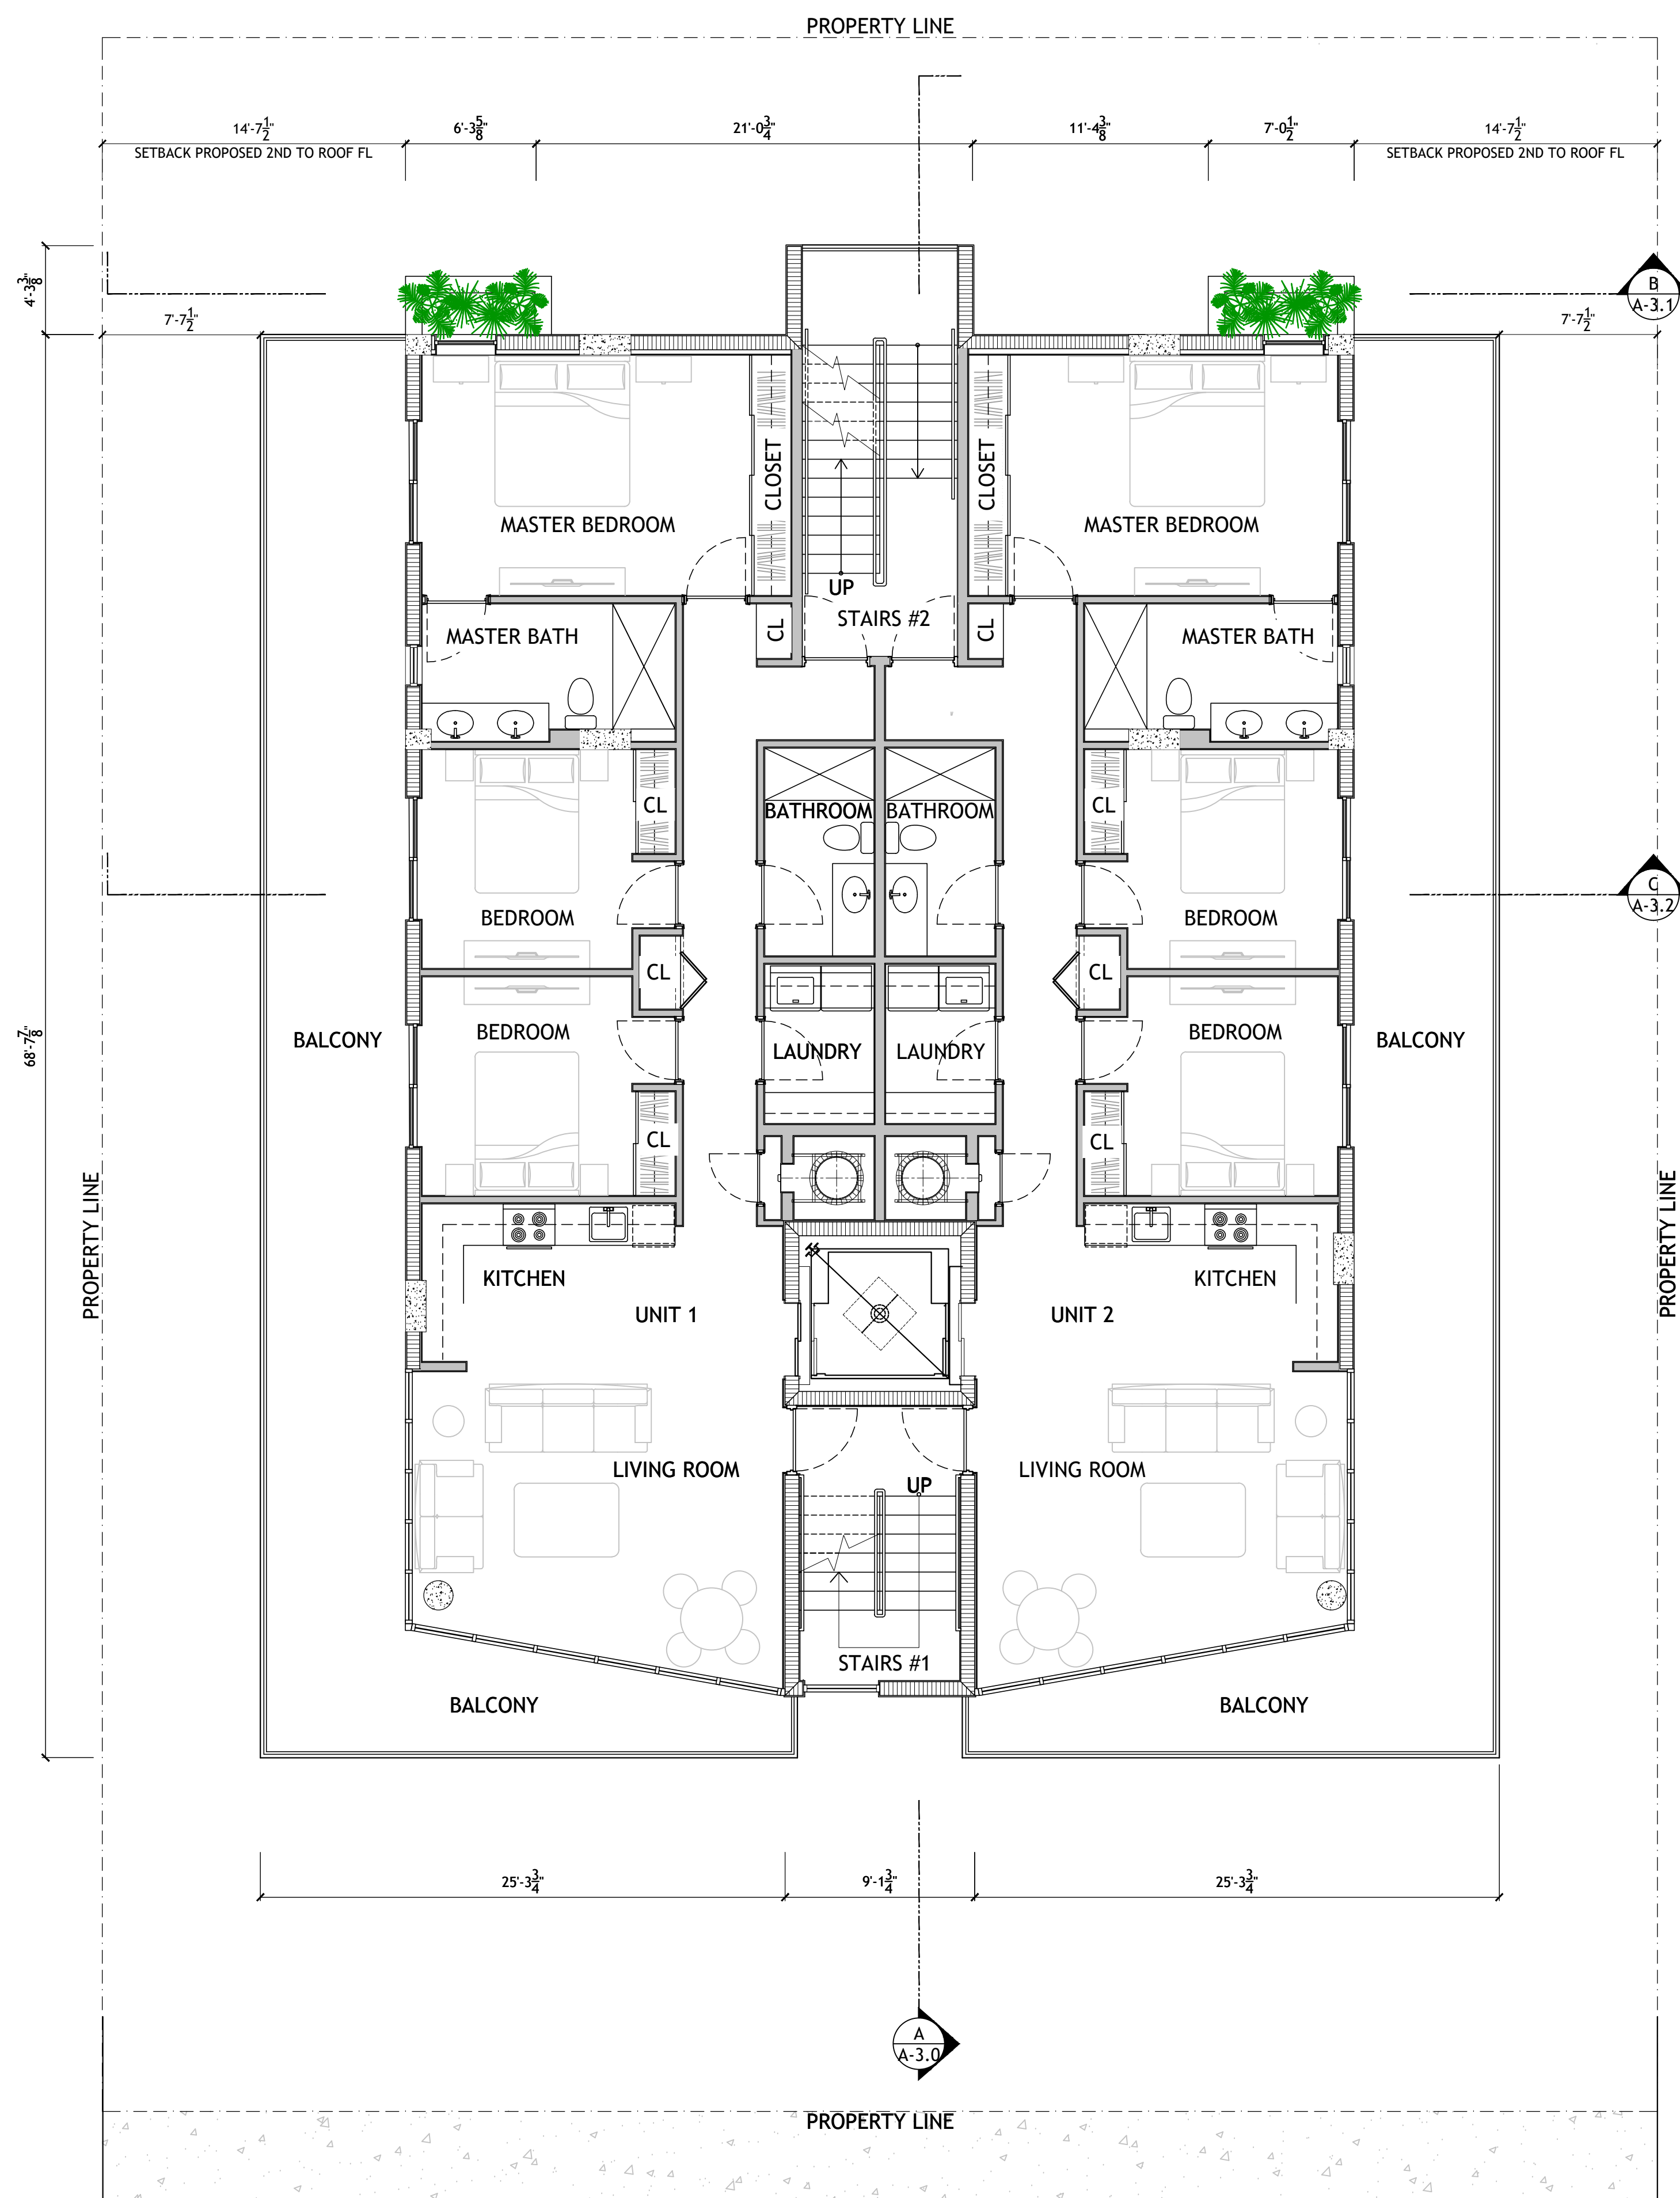 PROPERTY LINE
14'-7 1/2" 6'-3 5/8" 21'-0 3/4" 11'-4 3/8" 7'-0 1/2" 14'-7 1/2"
SETBACK PROPOSED 2ND TO ROOF FL SETBACK PROPOSED 2ND TO ROOF FL
4'-3 3/8"
B
A-3.1
7'-7 1/2" 7'-7 1/2"
CLOSET CLOSET
MASTER BEDROOM MASTER BEDROOM
UP
STAIRS #2
CL CL
MASTER BATH MASTER BATH
CL BATHROOM BATHROOM CL
C
A-3.2
BEDROOM BEDROOM
CL CL
BEDROOM BEDROOM
BALCONY LAUNDRY LAUNDRY BALCONY
68'-7 7/8"
CL CL
PROPERTY LINE PROPERTY LINE
KITCHEN KITCHEN
UNIT 1 UNIT 2
LIVING ROOM LIVING ROOM
UP
STAIRS #1
BALCONY BALCONY
25'-3 3/4" 9'-1 3/4" 25'-3 3/4"
A
A-3.0
PROPERTY LINE